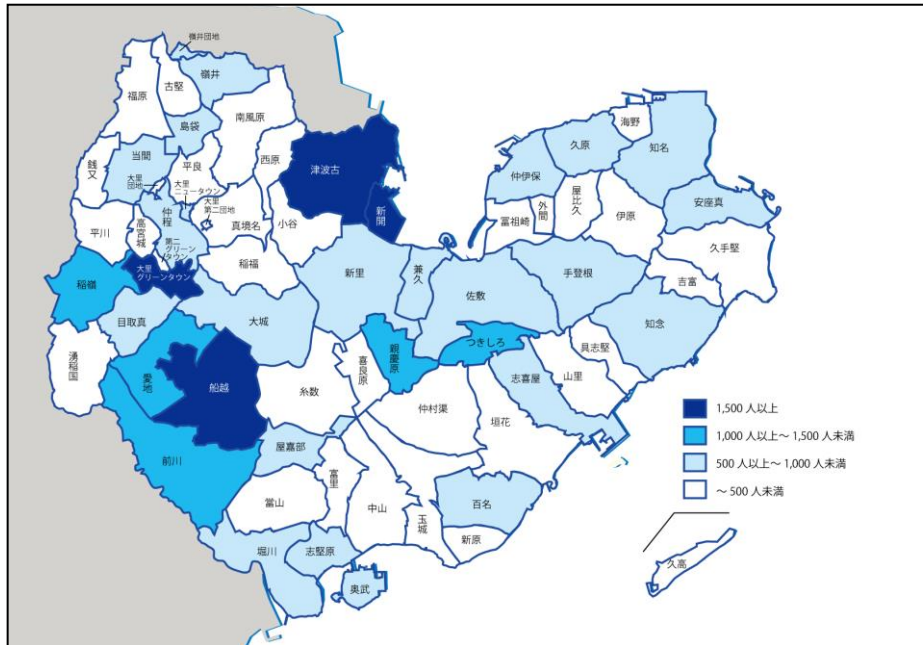 嶺井団地
嶺井
古堅
福原
南風原
島袋
海野
久原
知名
当間
銭又
平良
西原
津波古
仲伊保
大里
団地
大里
ニュータウン
大里
第二団地
安座真
屋比久
外間
冨祖崎
伊原
仲程
新開
真境名
小谷
平川
高宮城
第二
グリーン
タウン
久手堅
稲福
新里
兼久
手登根
吉富
大里
グリーンタウン
稲嶺
佐敷
目取真
大城
知念
つきしろ
具志堅
湧稲国
親慶原
喜良原
船越
愛地
糸数
志喜屋
山里
仲村渠
垣花
前川
屋嘉部
富里
當山
中山
百名
玉城
新原
堀川
志堅原
奥武
久高
1,500 人以上
1,000 人以上～ 1,500 人未満
500 人以上～ 1,000 人未満
～ 500 人未満